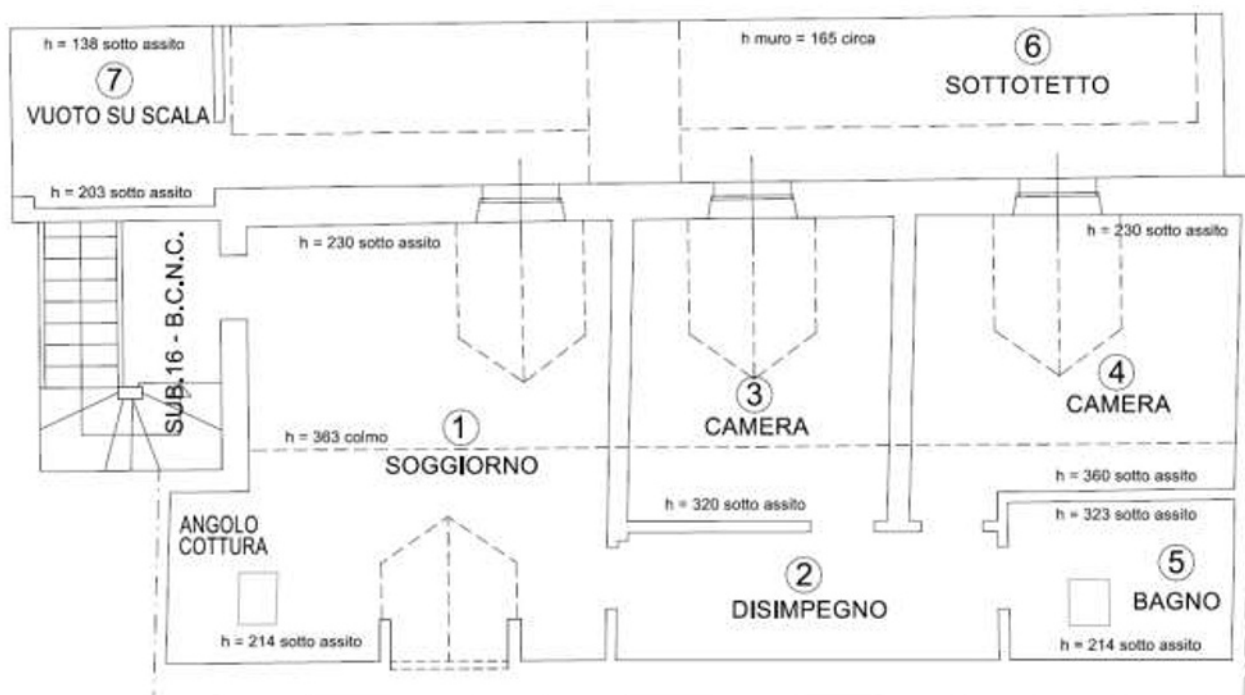 h = 138 sotto assito
7
VUOTO SU SCALA
h muro = 165 circa
6
SOTTOTETTO
h = 203 sotto assito
SUB.16 - B.C.N.C.
h = 230 sotto assito
h = 230 sotto assito
3
CAMERA
4
CAMERA
h = 363 colmo
1
SOGGIORNO
h = 320 sotto assito
h = 360 sotto assito
h = 323 sotto assito
ANGOLO
COTTURA
2
DISIMPEGNO
5
BAGNO
h = 214 sotto assito
h = 214 sotto assito